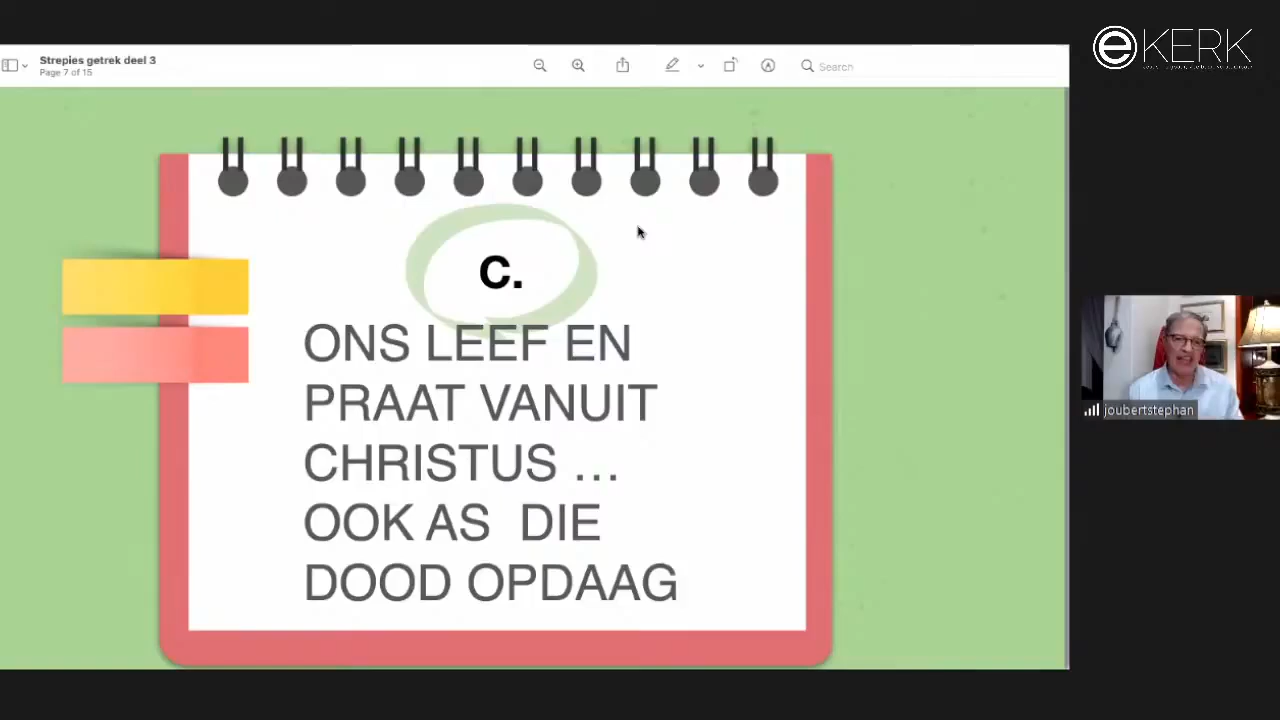 eKERK
Strepies getrek deel 3
Page 7 of 15
Search
C.
ONS LEEF EN
PRAAT VANUIT
CHRISTUS …
OOK AS DIE
DOOD OPDAAG
joubertstephan